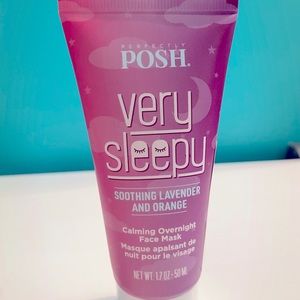 PERFECTLY
POSH®
very
sleepy
SOOTHING LAVENDER
AND ORANGE
Calming Overnight
Face Mask
Masque apaisant de
nuit pour le visage
NET WT. 1.7 OZ - 50 Ml